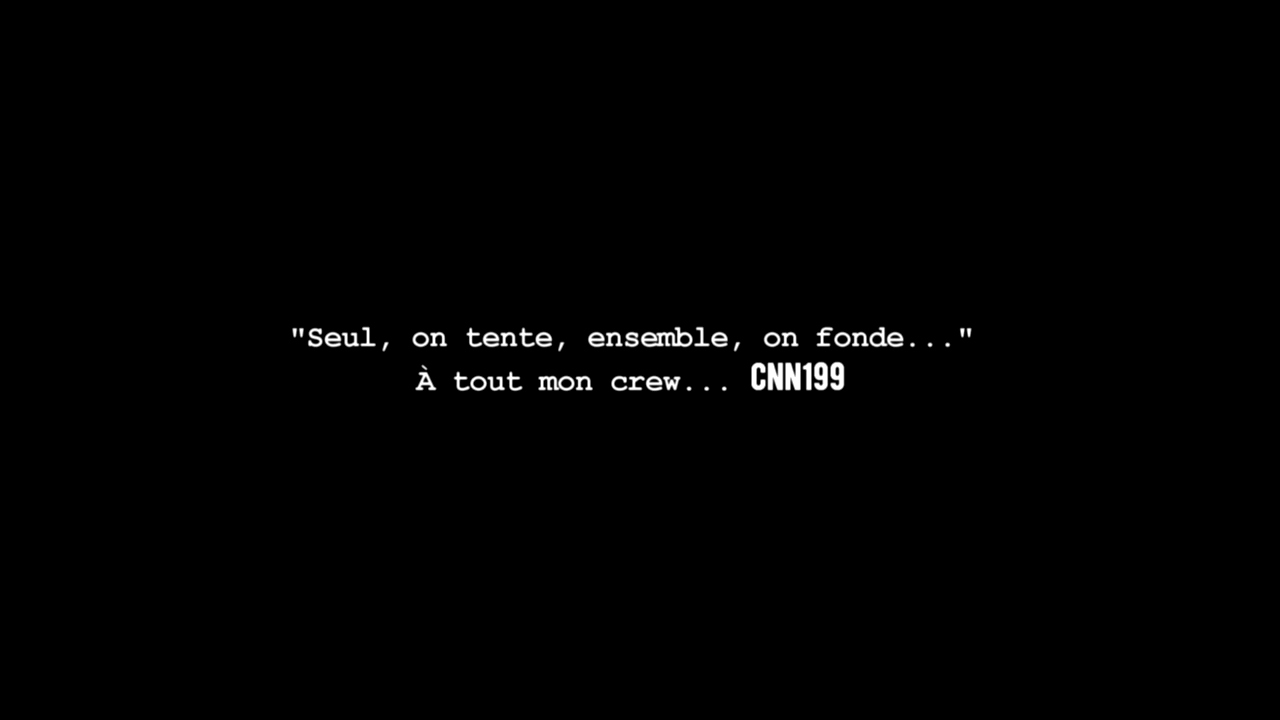 "Seul, on tente, ensemble, on fonde..."
À tout mon crew... CNN199